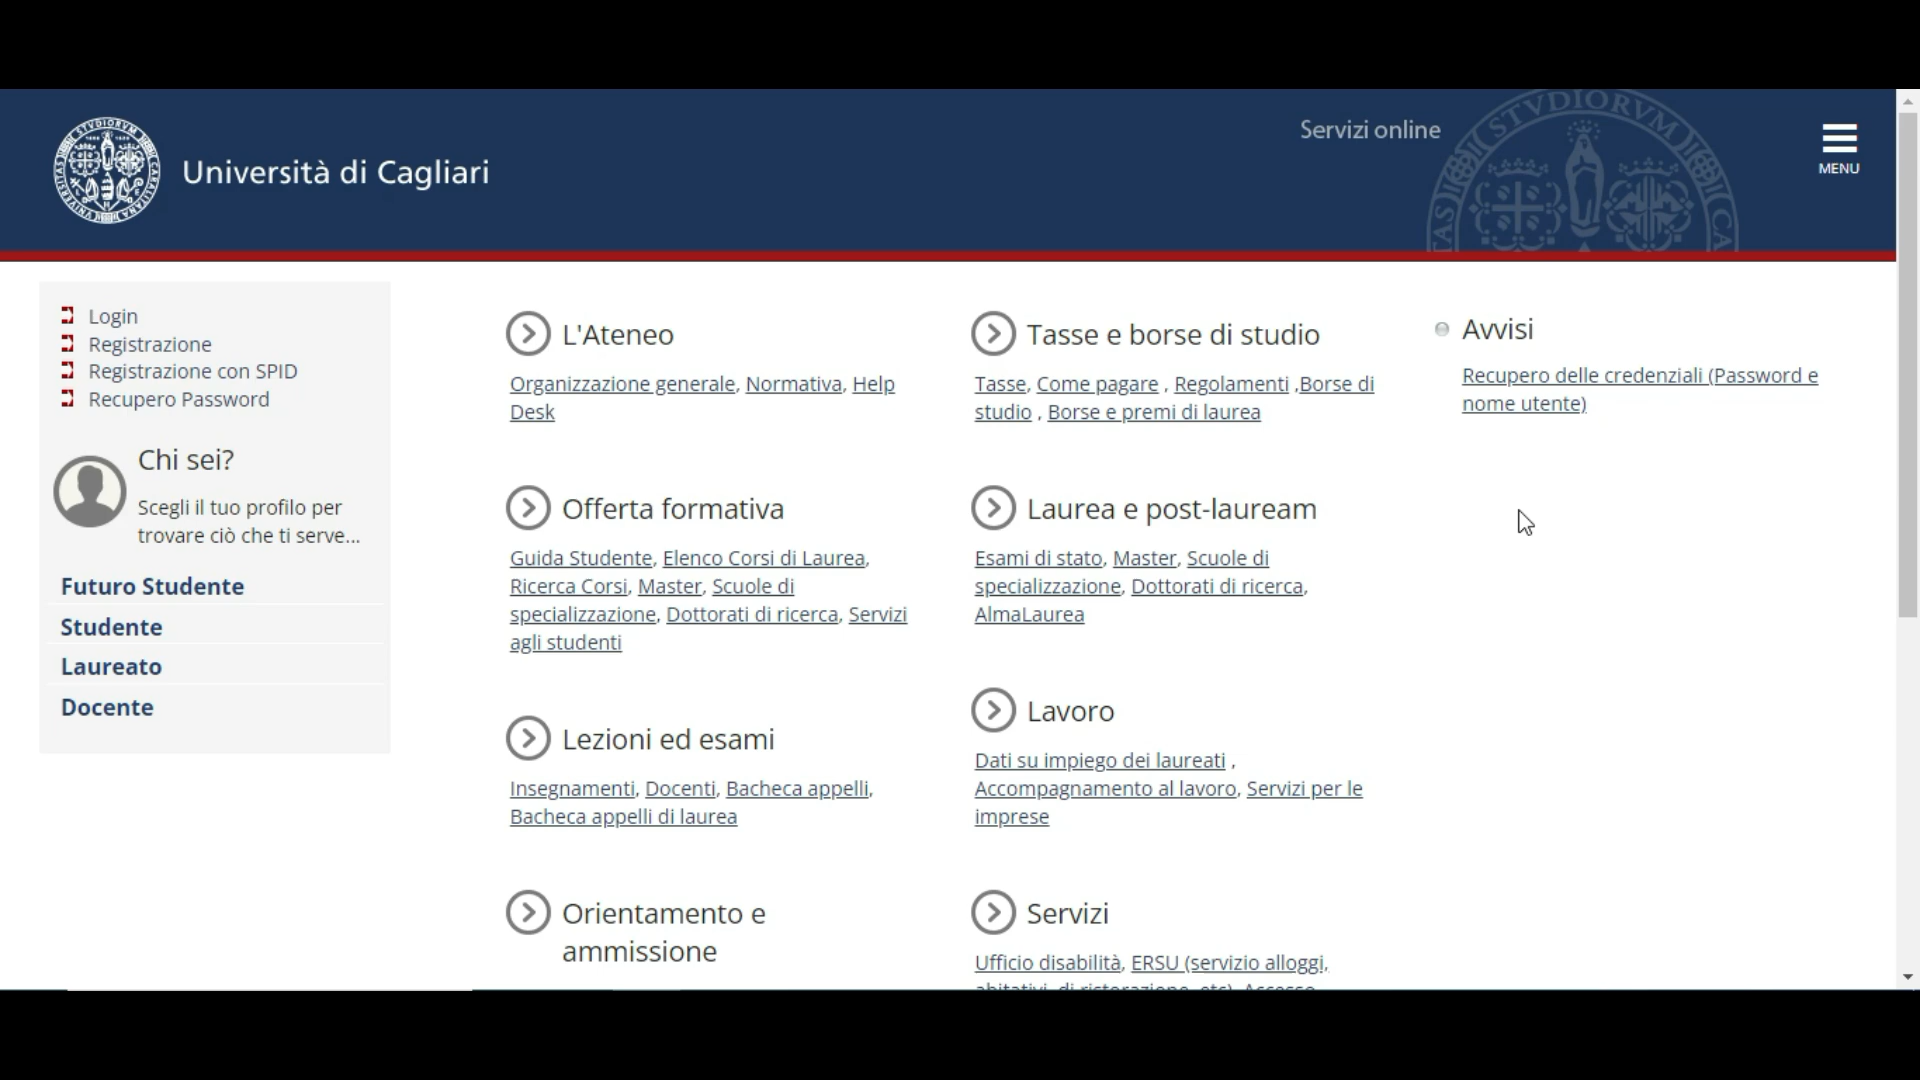 Università di Cagliari
Servizi online
MENU
Login
Registrazione
Registrazione con SPID
Recupero Password
Chi sei?
Scegli il tuo profilo per
trovare ciò che ti serve...
Futuro Studente
Studente
Laureato
Docente
L'Ateneo
Organizzazione generale, Normativa, Help
Desk
Offerta formativa
Guida Studente, Elenco Corsi di Laurea,
Ricerca Corsi, Master, Scuole di
specializzazione, Dottorati di ricerca, Servizi
agli studenti
Lezioni ed esami
Insegnamenti, Docenti, Bacheca appelli,
Bacheca appelli di laurea
Orientamento e
ammissione
Tasse e borse di studio
Tasse, Come pagare , Regolamenti ,Borse di
studio , Borse e premi di laurea
Laurea e post-lauream
Esami di stato, Master, Scuole di
specializzazione, Dottorati di ricerca,
AlmaLaurea
Lavoro
Dati su impiego dei laureati ,
Accompagnamento al lavoro, Servizi per le
imprese
Servizi
Ufficio disabilità, ERSU (servizio alloggi,
abitativi, di ristorazione, etc), Accesso
Avvisi
Recupero delle credenziali (Password e
nome utente)